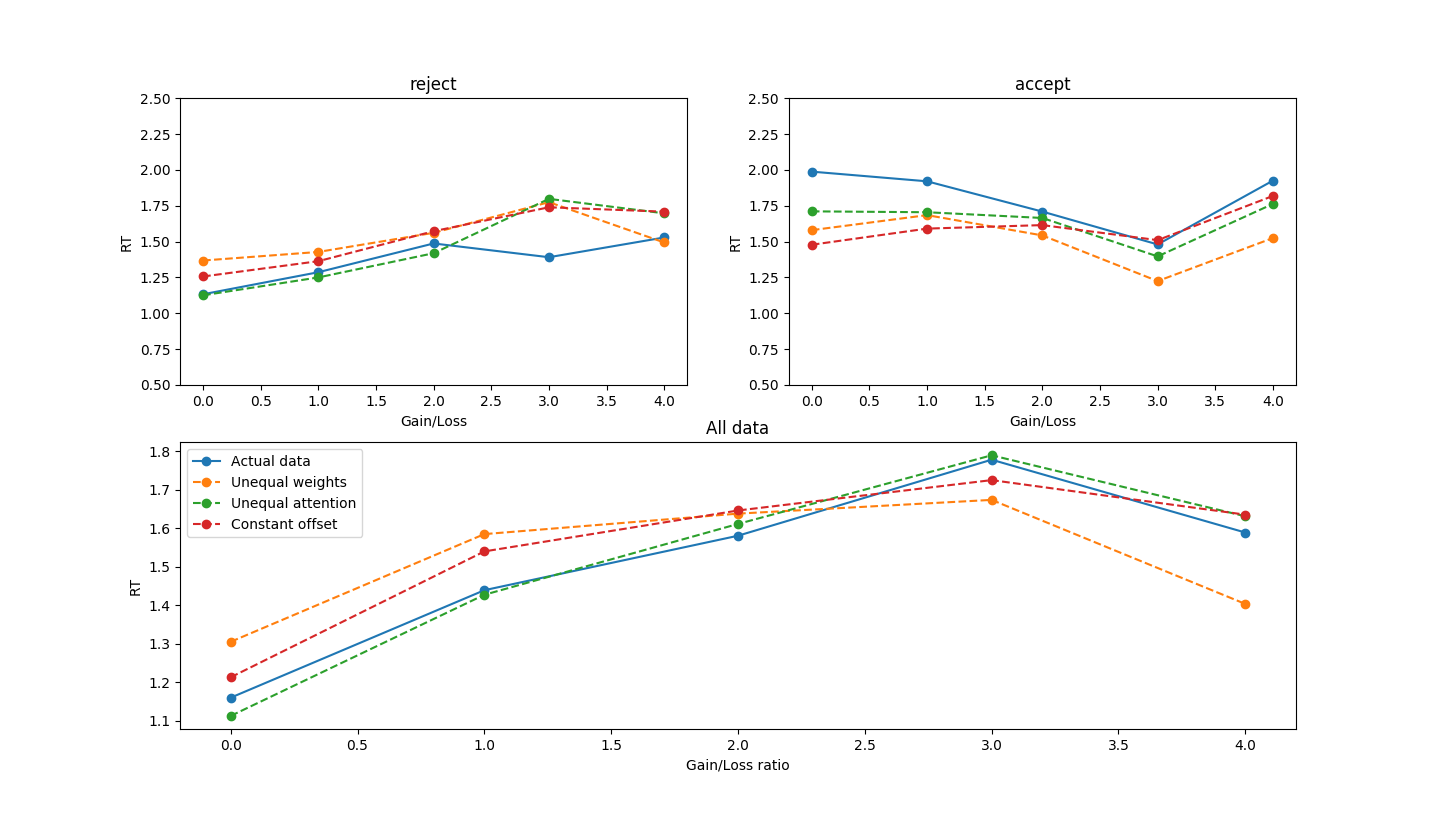 reject
2.50
2.25
2.00
1.75
1.50
1.25
1.00
0.75
0.50
RT
0.0 0.5 1.0 1.5 2.0 2.5 3.0 3.5 4.0
Gain/Loss
accept
2.50
2.25
2.00
1.75
1.50
1.25
1.00
0.75
0.50
RT
0.0 0.5 1.0 1.5 2.0 2.5 3.0 3.5 4.0
Gain/Loss
All data
1.8
1.7
1.6
1.5
1.4
1.3
1.2
1.1
RT
Actual data
Unequal weights
Unequal attention
Constant offset
0.0 0.5 1.0 1.5 2.0 2.5 3.0 3.5 4.0
Gain/Loss ratio